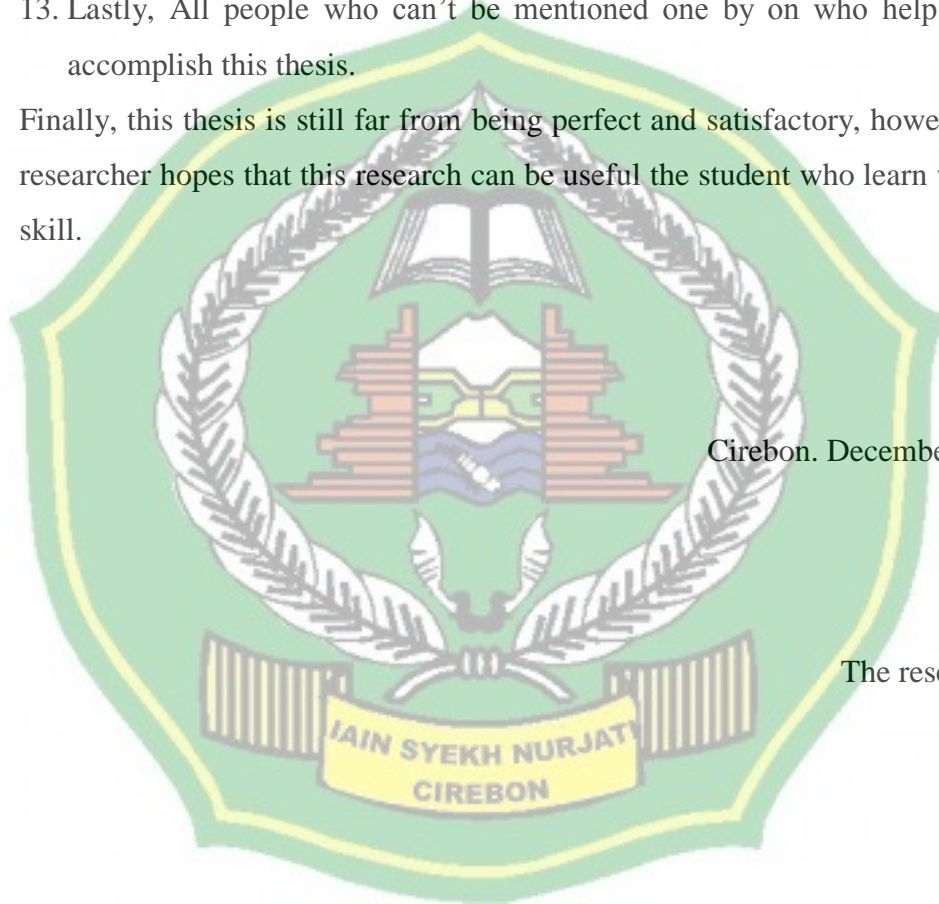 13. Lastly, All people who can't be mentioned one by on who help
accomplish this thesis.
Finally, this thesis is still far from being perfect and satisfactory,
researcher hopes that this research can be useful the student who learn
skill.
Cirebon. Decembe
The rese
IAIN SYEKH NURJATI
CIREBON